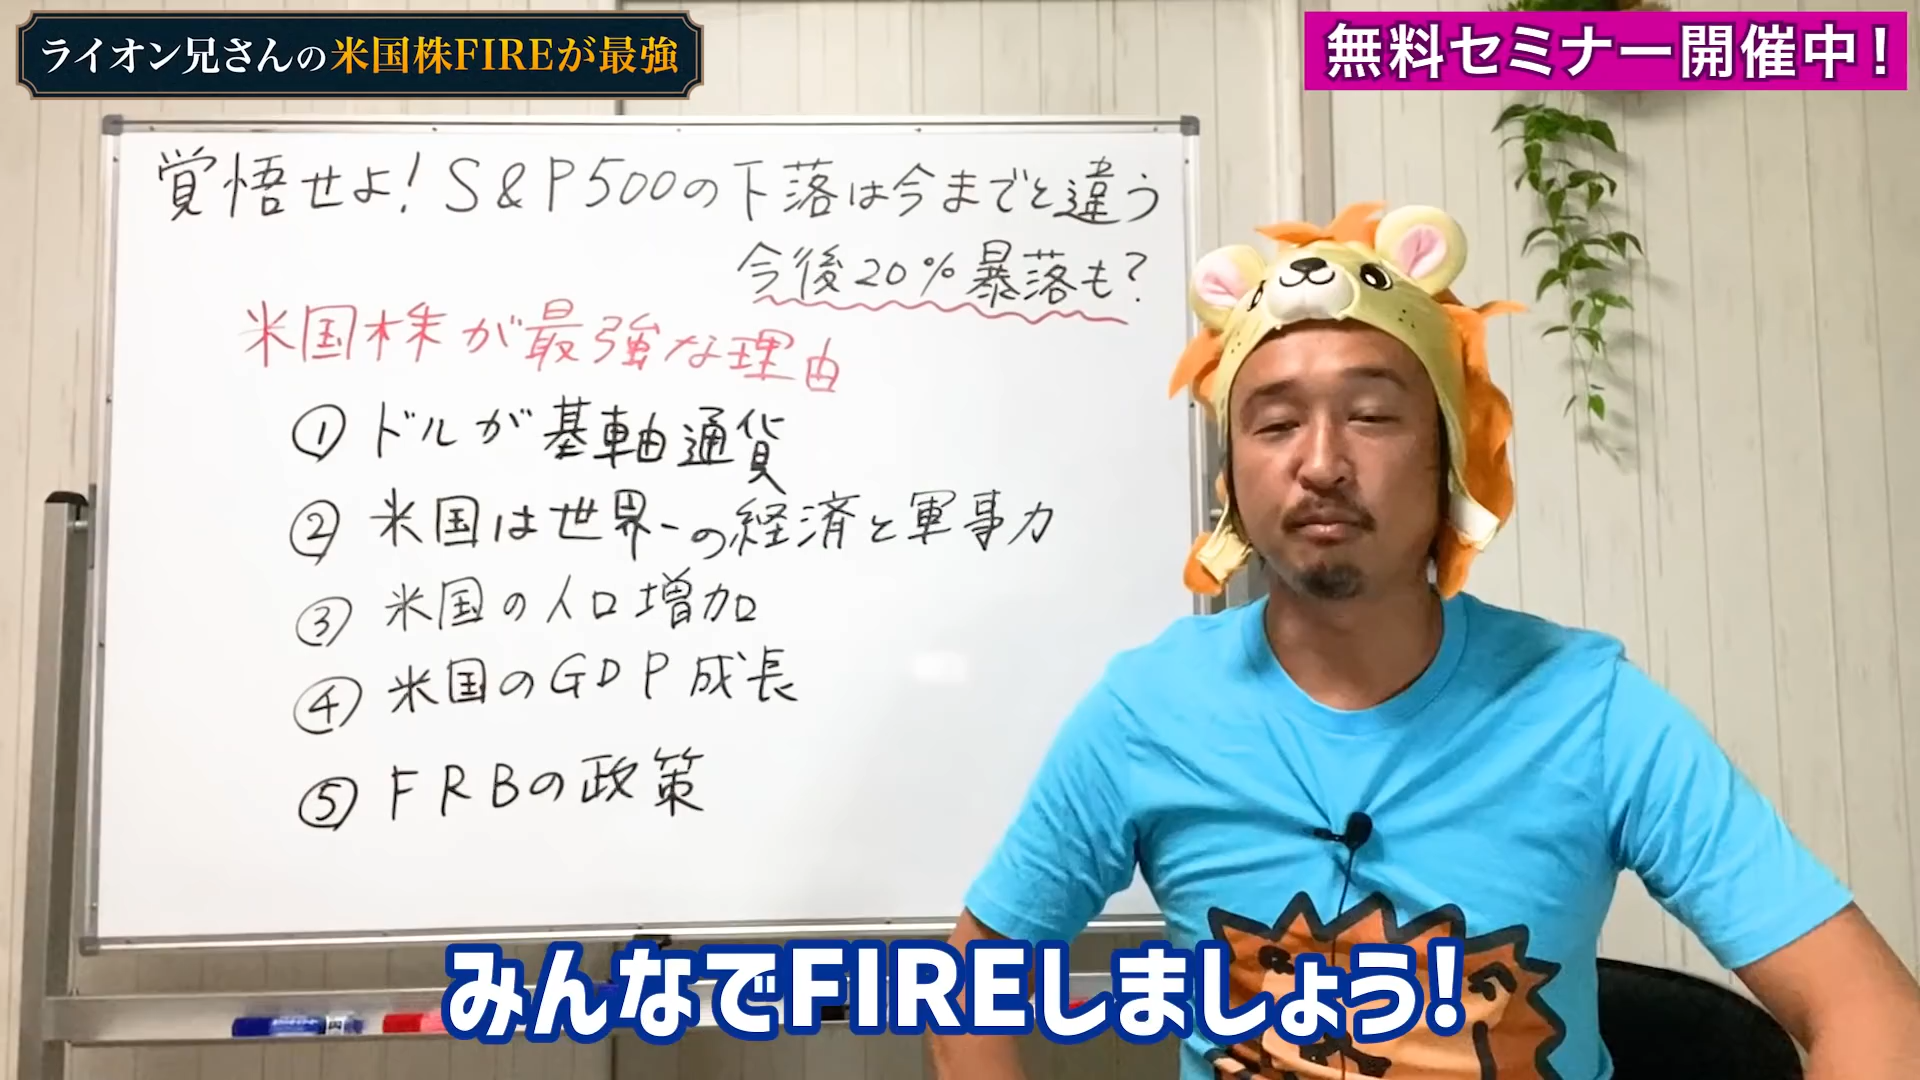 ライオン兄さんの米国株FIREが最強
無料セミナー開催中!
覚悟せよ!S&P500の下落は今までと違う
今後20%暴落も?
米国株が最強な理由
① ドルが基軸通貨
② 米国は世界一の経済と軍事力
③ 米国の人口増加
④ 米国のGDP成長
⑤ FRBの政策
みんなでFIREしましょう!